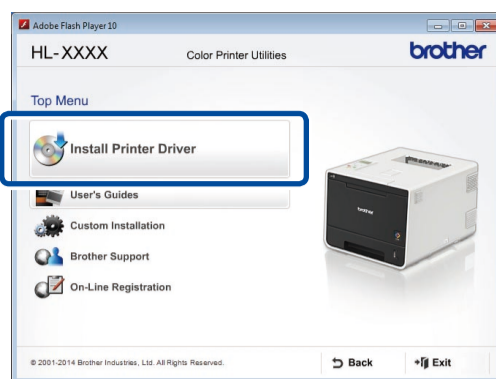 Adobe Flash Player 10
HL-XXXX
Color Printer Utilities
brother
Top Menu
Install Printer Driver
User's Guides
Custom Installation
Brother Support
On-Line Registration
brother
© 2001-2014 Brother Industries, Ltd. All Rights Reserved.
Back
Exit